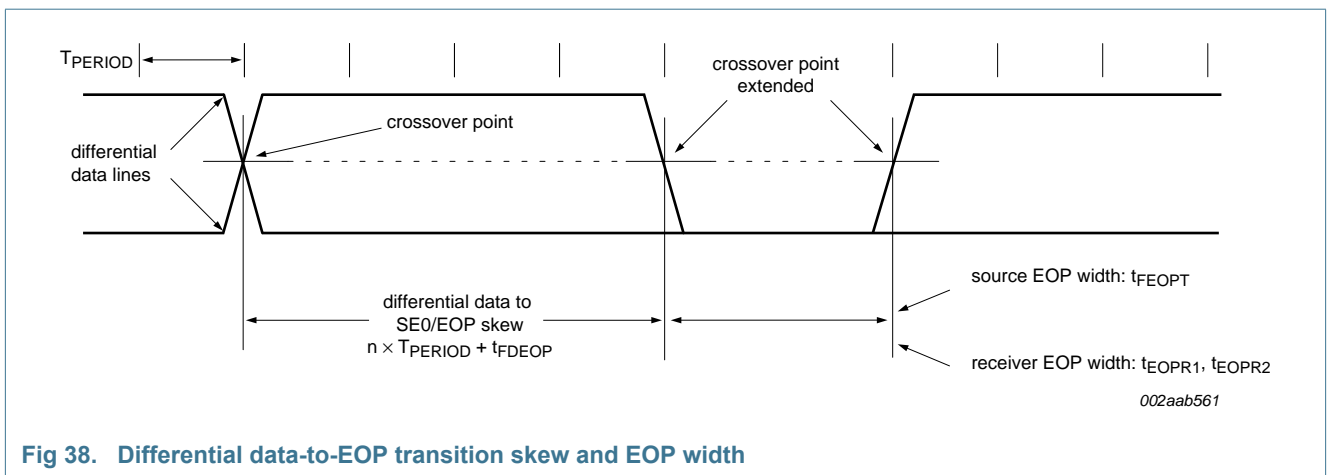 TPERIOD
crossover point
extended
crossover point
differential
data lines
source EOP width: tFEOPT
differential data to
SE0/EOP skew
n × TPERIOD + tFDEOP
receiver EOP width: tEOPR1, tEOPR2
002aab561
Fig 38. Differential data-to-EOP transition skew and EOP width